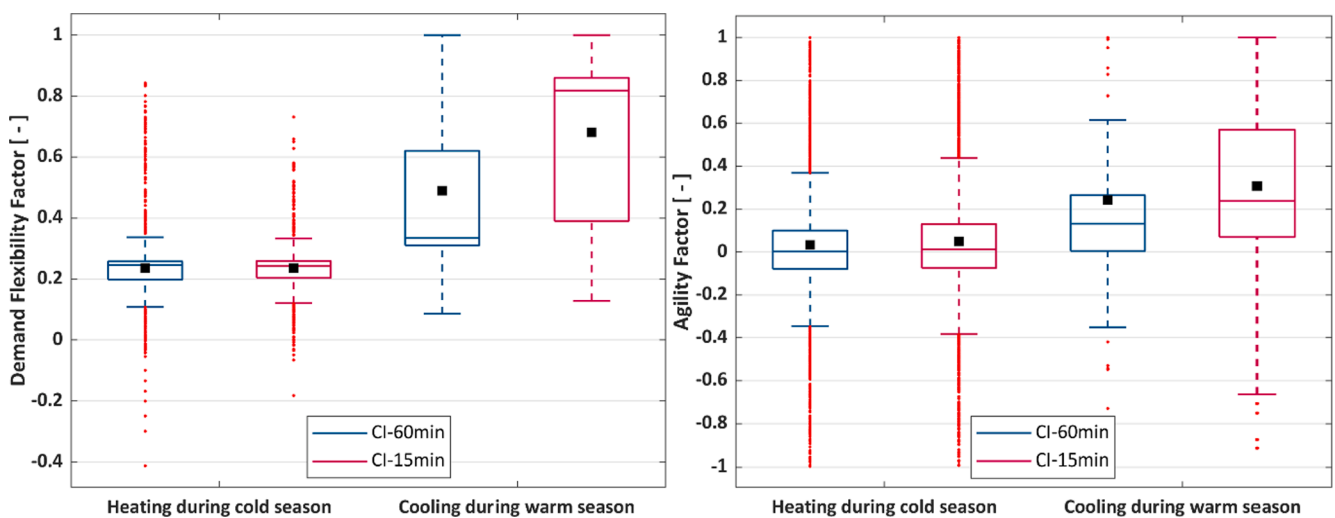 Demand Flexibility Factor [ - ]
1
0.8
0.6
0.4
0.2
0
-0.2
-0.4
CI-60min
CI-15min
Heating during cold season
Cooling during warm season
Agility Factor [ - ]
1
0.8
0.6
0.4
0.2
0
-0.2
-0.4
-0.6
-0.8
-1
CI-60min
CI-15min
Heating during cold season
Cooling during warm season